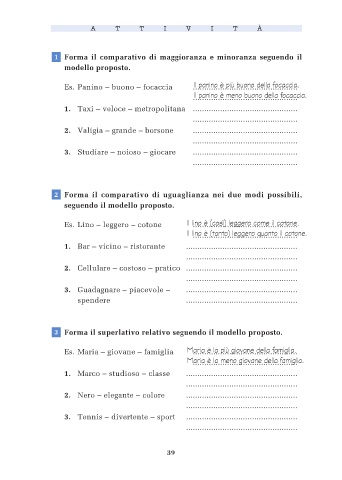 A T T I V I T À
1 Forma il comparativo di maggioranza e minoranza seguendo il
modello proposto.
Es. Panino – buono – focaccia Il panino è più buono della focaccia.
Il panino è meno buono della focaccia.
1. Taxi – veloce – metropolitana ..........................................
..........................................
2. Valigia – grande – borsone ..........................................
..........................................
3. Studiare – noioso – giocare ..........................................
..........................................
2 Forma il comparativo di uguaglianza nei due modi possibili,
seguendo il modello proposto.
Es. Lino – leggero – cotone Il lino è (così) leggero come il cotone.
Il lino è (tanto) leggero quanto il cotone.
1. Bar – vicino – ristorante ..........................................
..........................................
2. Cellulare – costoso – pratico ..........................................
..........................................
3. Guadagnare – piacevole – ..........................................
spendere ..........................................
3 Forma il superlativo relativo seguendo il modello proposto.
Es. Maria – giovane – famiglia Maria è la più giovane della famiglia.
Maria è la meno giovane della famiglia.
1. Marco – studioso – classe ..........................................
..........................................
2. Nero – elegante – colore ..........................................
..........................................
3. Tennis – divertente – sport ..........................................
..........................................
39